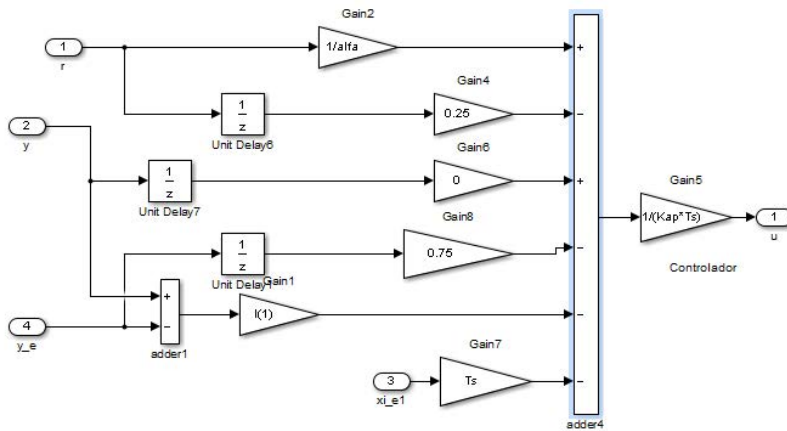 Gain2
1
r
1/alfa
+
Gain4
1
z
Unit Delay6
0.25
−
2
y
Gain6
1
z
Unit Delay7
0
+
Gain5
1/(Kap*Ts)
1
u
Gain8
1
z
Unit Delay1
0.75
−
Controlador
Gain1
+
−
adder1
l(1)
−
4
y_e
Gain7
3
xi_e1
Ts
−
adder4